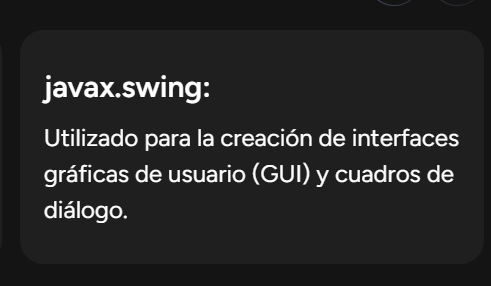 javax.swing:
Utilizado para la creación de interfaces
gráficas de usuario (GUI) y cuadros de
diálogo.